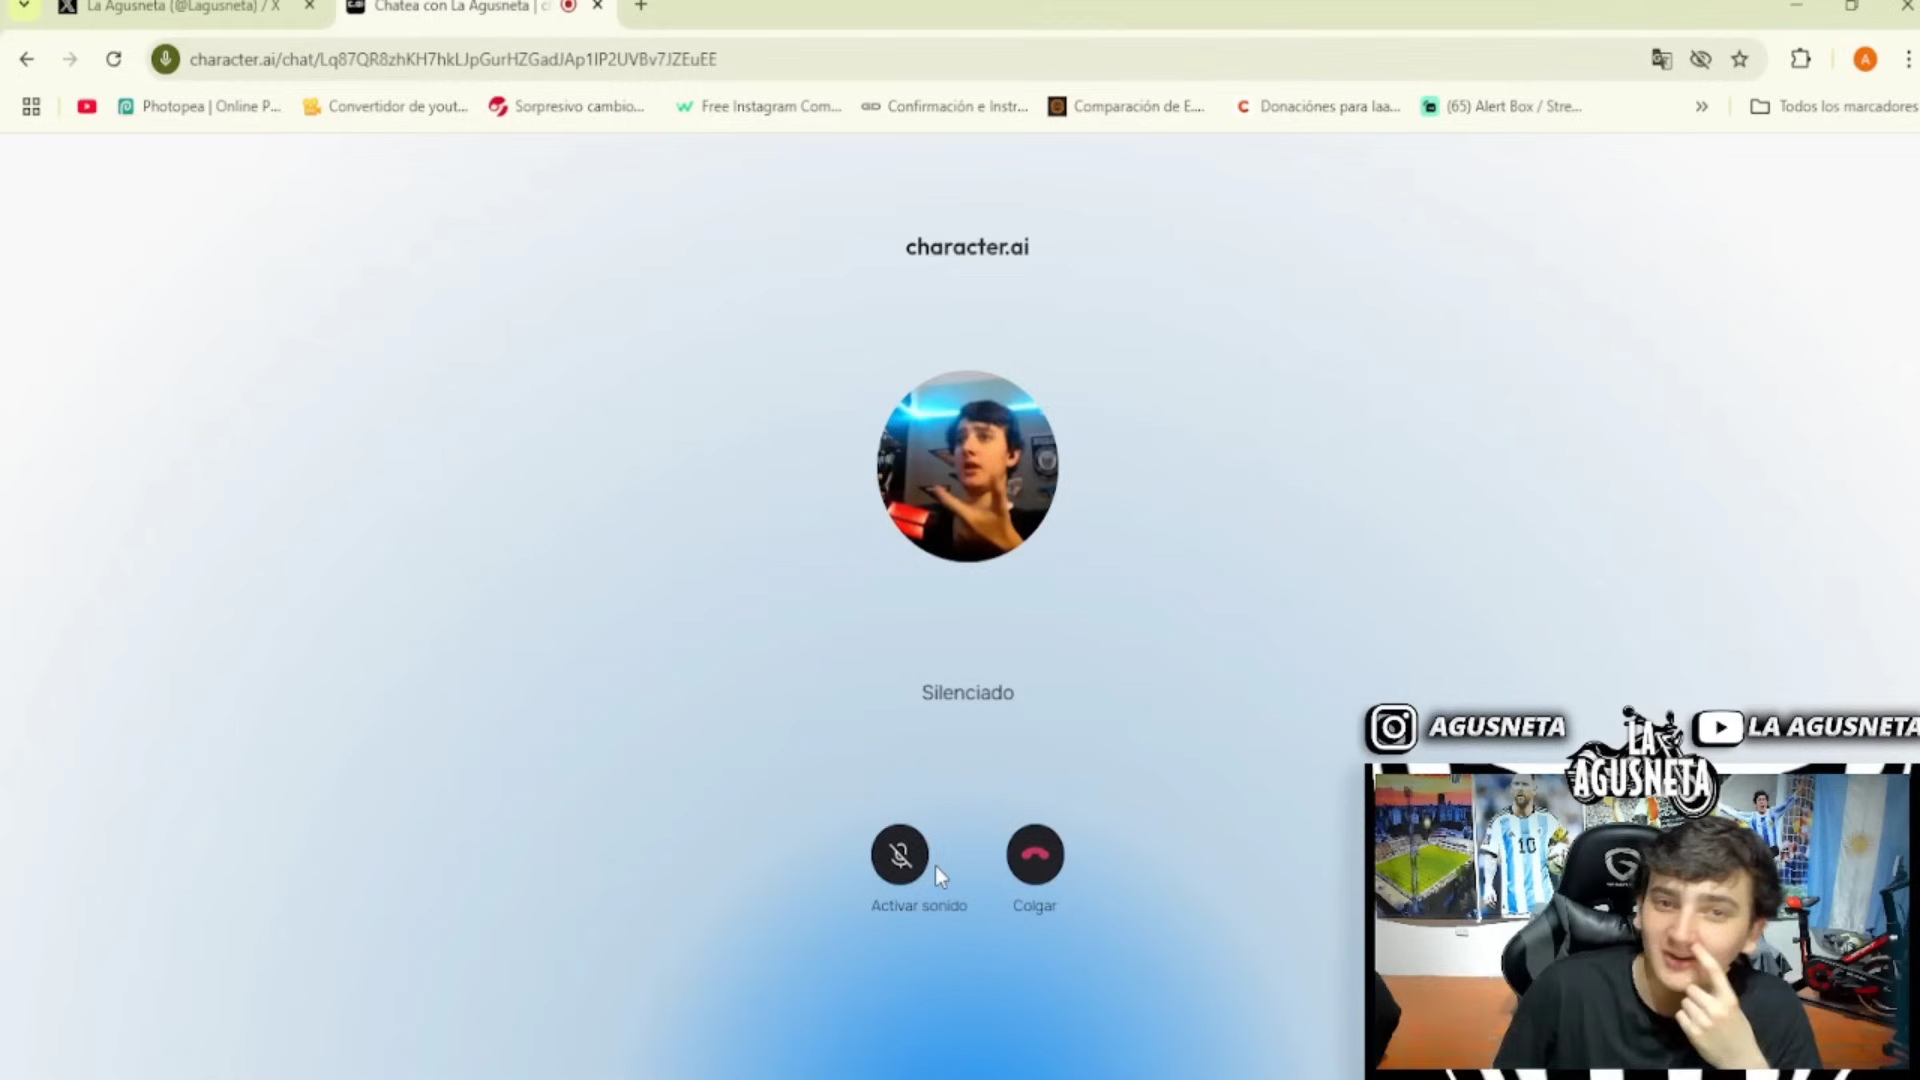 La Agusneta (@Lagusneta) / X
Chatea con La Agusneta | c
character.ai/chat/Lq87QR8zhKH7hkLJpGurHZGadJAp1IP2UVBv7JZEuEE
A
Photopea | Online P...
Convertidor de yout...
Sorpresivo cambio...
Free Instagram Com...
Confirmación e Instr...
Comparación de E....
Donaciónes para laa...
(65) Alert Box / Stre...
Todos los marcadores
character.ai
Silenciado
Activar sonido
Colgar
AGUSNETA
LA AGUSNETA
LA
AGUSNETA
10